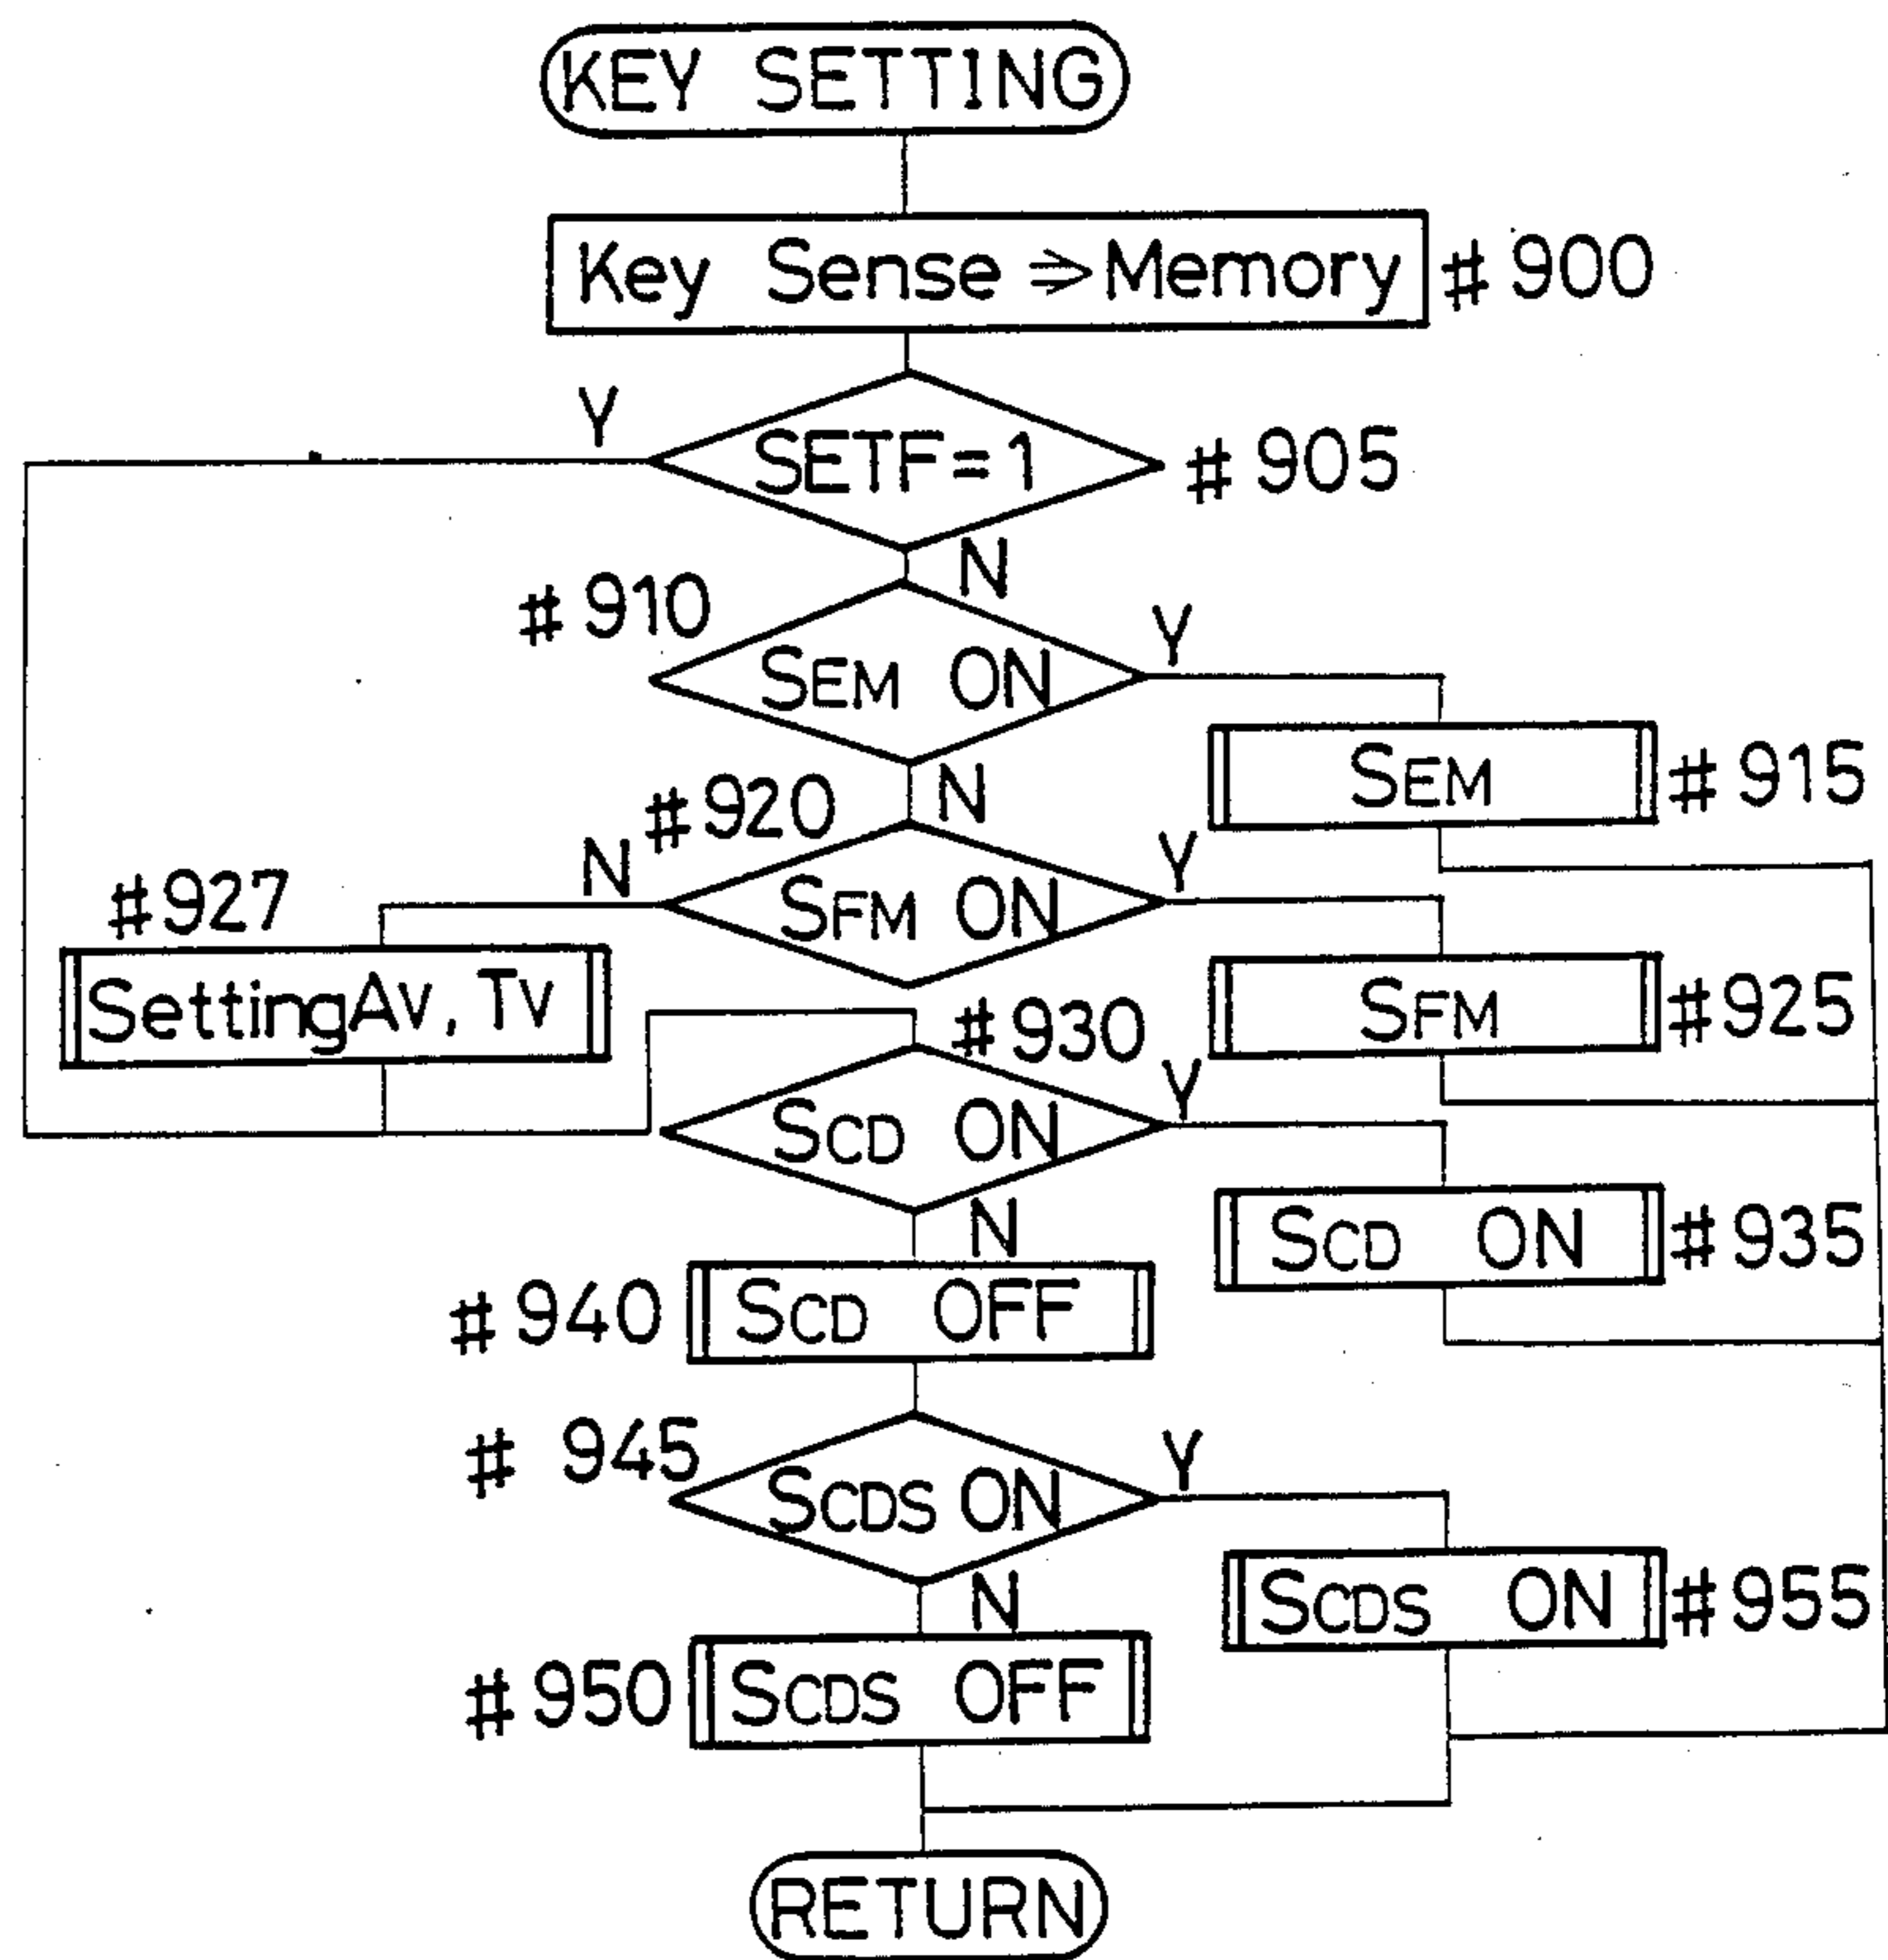 KEY SETTING
Key Sense ⇒ Memory #900
Y
SETF=1 #905
N
#910
SEM ON
Y
SEM #915
N
#920
N
SFM ON
Y
#927
Setting AV, TV
SFM #925
#930
SCD ON
Y
N
SCD ON #935
#940 SCD OFF
#945
SCDS ON
Y
N
SCDS ON #955
#950 SCDS OFF
RETURN